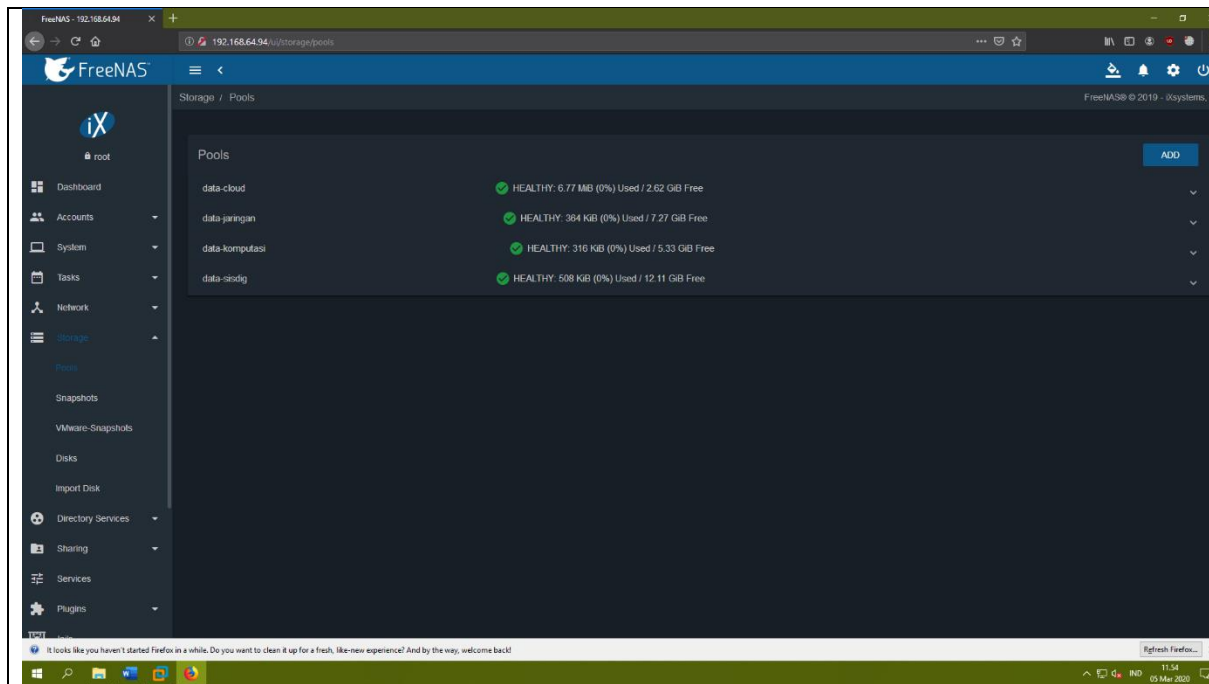 FreeNAS - 192.168.64.94
192.168.64.94/ui/storage/pools
FreeNAS
Storage / Pools
FreeNAS® © 2019 - iXsystems,
iX
root
Pools
ADD
data-cloud HEALTHY: 6.77 MiB (0%) Used / 2.62 GiB Free
data-jaringan HEALTHY: 364 KiB (0%) Used / 7.27 GiB Free
data-komputasi HEALTHY: 316 KiB (0%) Used / 5.33 GiB Free
data-sisdig HEALTHY: 508 KiB (0%) Used / 12.11 GiB Free
Dashboard
Accounts
System
Tasks
Network
Storage
Pools
Snapshots
VMware-Snapshots
Disks
Import Disk
Directory Services
Sharing
Services
Plugins
It looks like you haven't started Firefox in a while. Do you want to clean it up for a fresh, like-new experience? And by the way, welcome back!
Refresh Firefox...
IND
11.54
05 Mar 2020